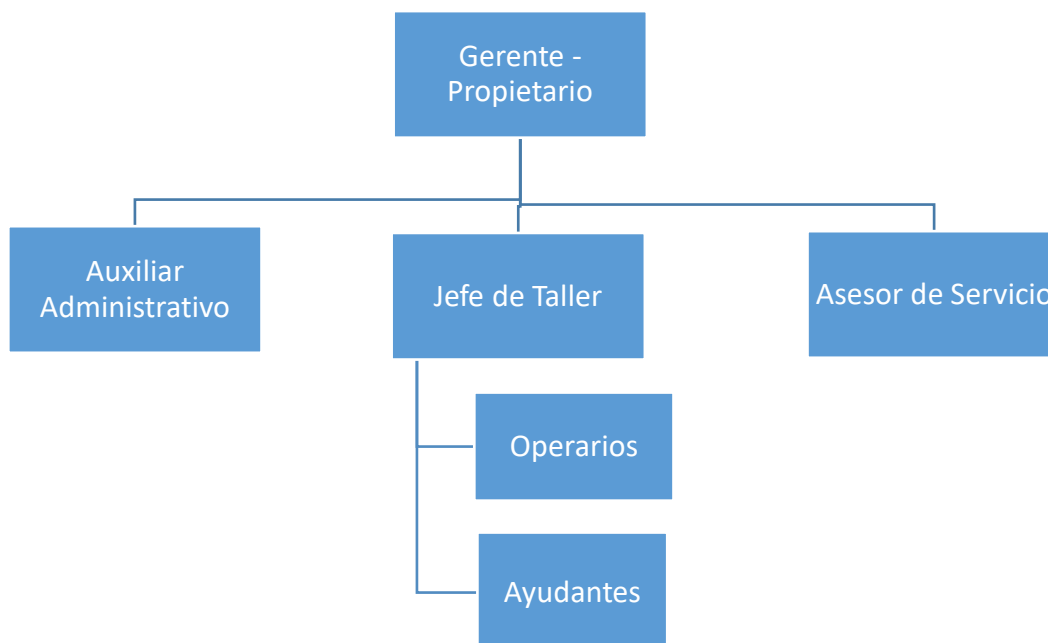 Gerente -
Propietario
Auxiliar
Administrativo
Jefe de Taller
Asesor de Servicio
Operarios
Ayudantes